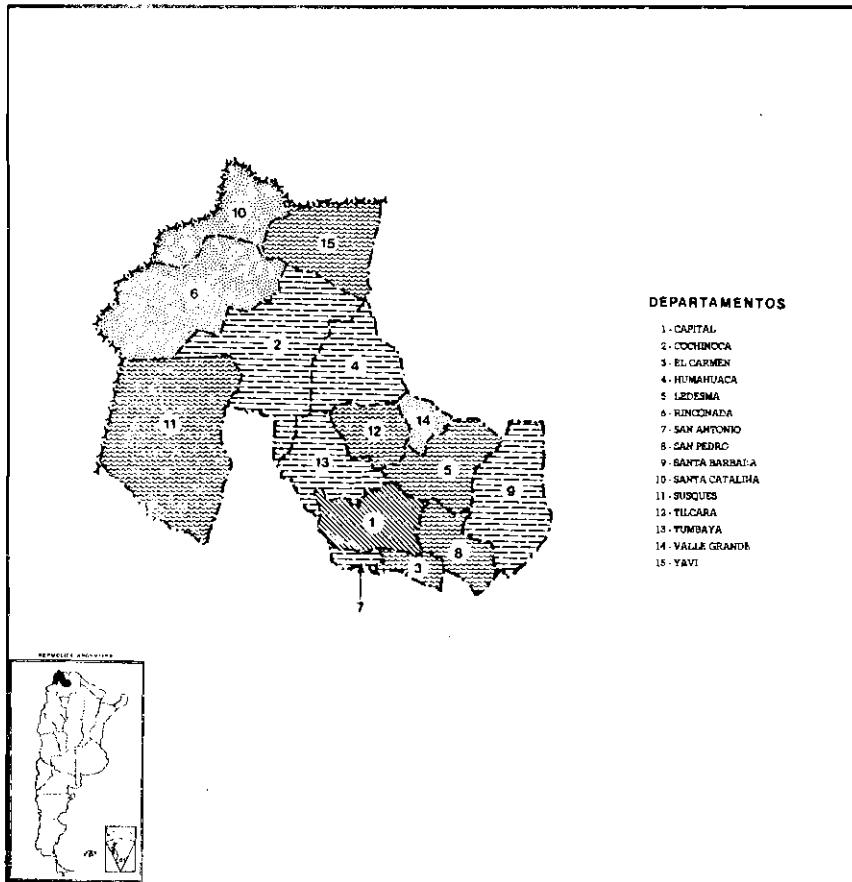 10
15
6
2
4
11
12
14
13
5
9
1
8
3
7
DEPARTAMENTOS
1 - CAPITAL
2 - COCHINOCA
3 - EL CARMEN
4 - HUMAHUACA
5 - LEDESMA
6 - RINCONADA
7 - SAN ANTONIO
8 - SAN PEDRO
9 - SANTA BARBARA
10 - SANTA CATALINA
11 - SUSQUES
12 - TILCARA
13 - TUMBAYA
14 - VALLE GRANDE
15 - YAVI
REPUBLICA ARGENTINA